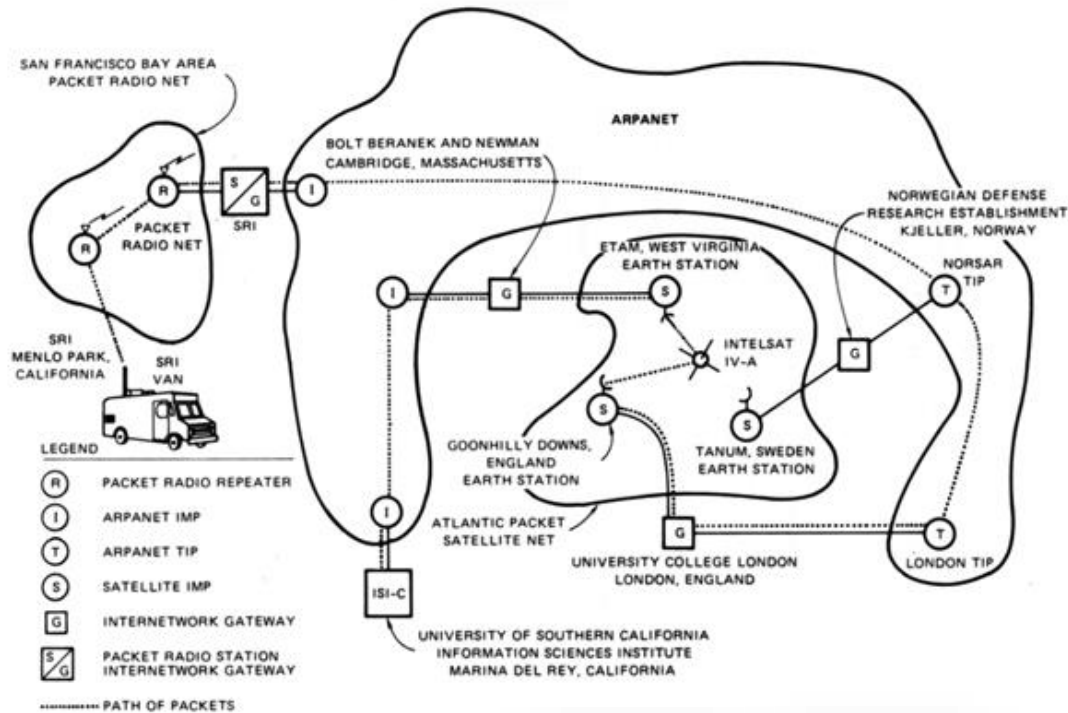 SAN FRANCISCO BAY AREA
PACKET RADIO NET
ARPANET
BOLT BERANEK AND NEWMAN
CAMBRIDGE, MASSACHUSETTS
NORWEGIAN DEFENSE
RESEARCH ESTABLISHMENT
KJELLER, NORWAY
R
S
G
I
SRI
PACKET
RADIO NET
R
ETAM, WEST VIRGINIA
EARTH STATION
NORSAR
TIP
T
I
G
S
INTELSAT
IV-A
G
SRI
MENLO PARK,
CALIFORNIA
SRI
VAN
S
S
GOONHILLY DOWNS,
ENGLAND
EARTH STATION
TANUM, SWEDEN
EARTH STATION
ATLANTIC PACKET
SATELLITE NET
I
G
T
UNIVERSITY COLLEGE LONDON
LONDON, ENGLAND
LONDON TIP
ISI-C
UNIVERSITY OF SOUTHERN CALIFORNIA
INFORMATION SCIENCES INSTITUTE
MARINA DEL REY, CALIFORNIA
LEGEND
R PACKET RADIO REPEATER
I ARPANET IMP
T ARPANET TIP
S SATELLITE IMP
G INTERNETWORK GATEWAY
S/G PACKET RADIO STATION
INTERNETWORK GATEWAY
PATH OF PACKETS